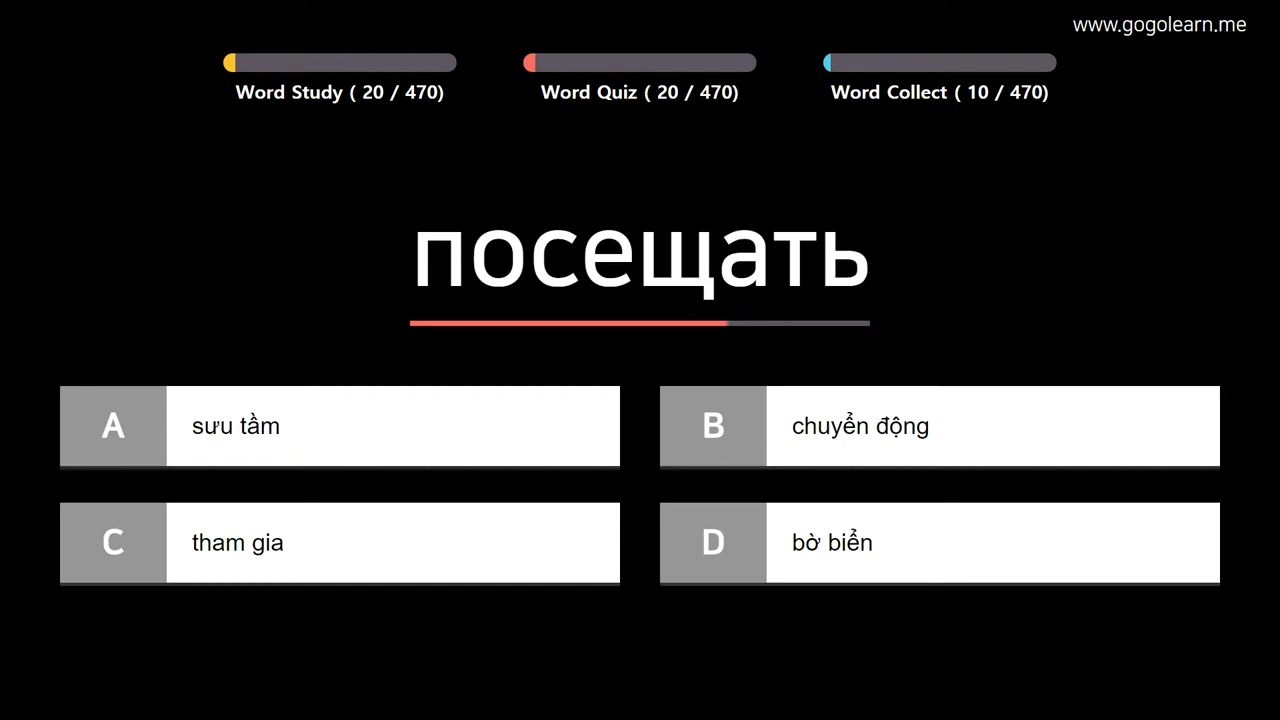 www.gogolearn.me
Word Study ( 20 / 470)
Word Quiz ( 20 / 470)
Word Collect ( 10 / 470)
посещать
A
sưu tầm
B
chuyển động
C
tham gia
D
bờ biển